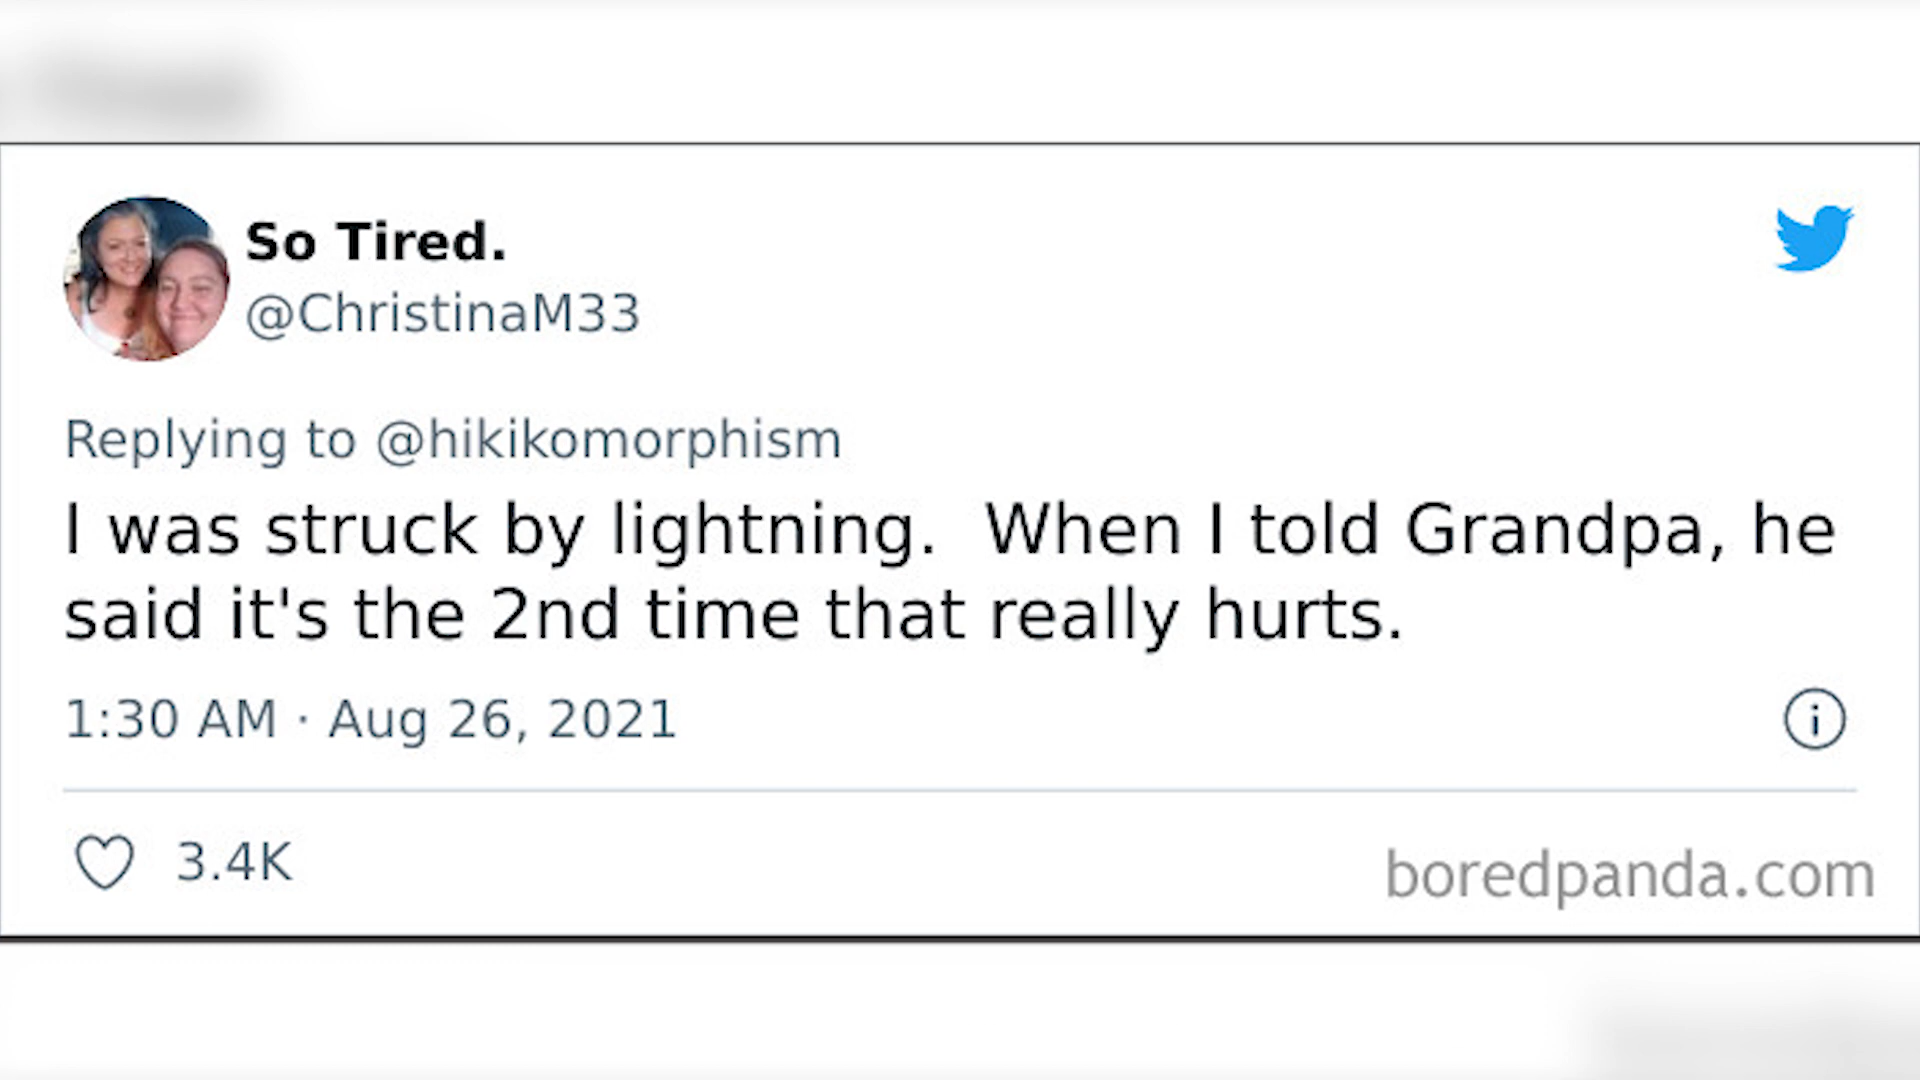 So Tired.
@ChristinaM33
Replying to @hikikomorphism
I was struck by lightning.  When I told Grandpa, he
said it's the 2nd time that really hurts.
1:30 AM · Aug 26, 2021
3.4K
boredpanda.com